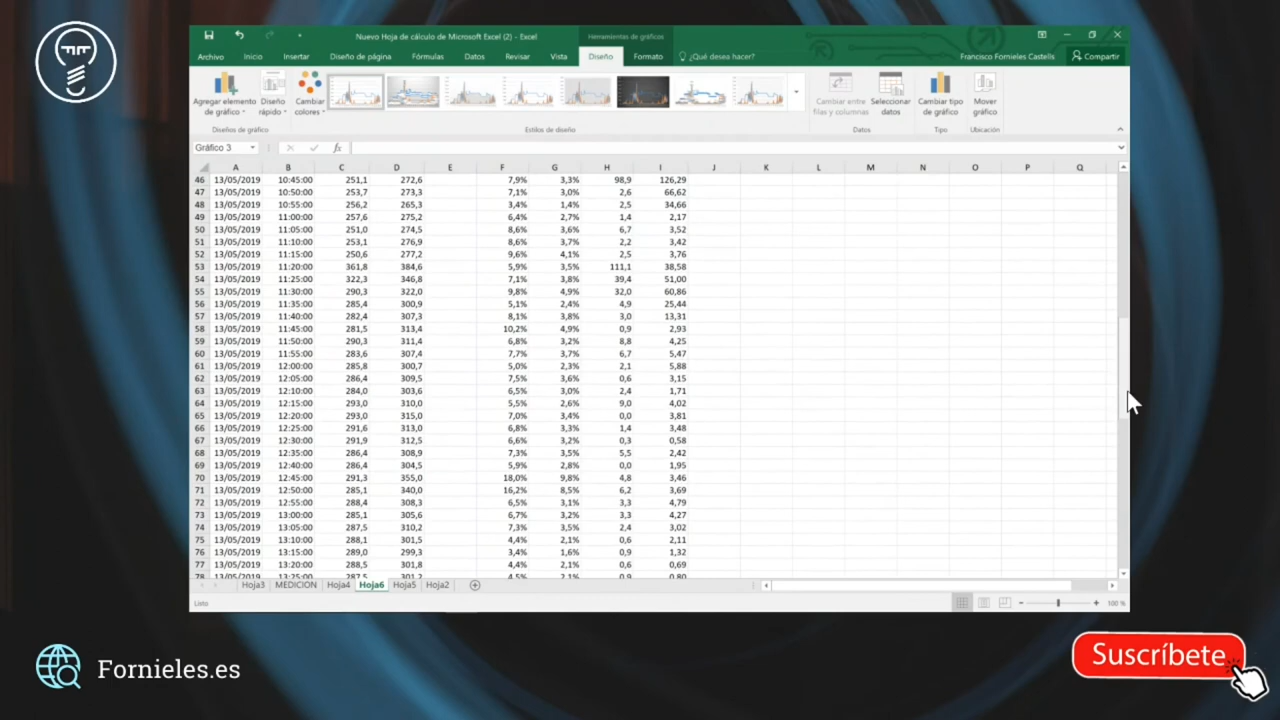 Nuevo Hoja de cálculo de Microsoft Excel (2) - Excel
Herramientas de gráficos
Archivo Inicio Insertar Diseño de página Fórmulas Datos Revisar Vista Diseño Formato ¿Qué desea hacer? Francisco Fornieles Castells Compartir
Agregar elemento de gráfico
Diseño rápido
Cambiar colores
Cambiar entre filas y columnas
Seleccionar datos
Cambiar tipo de gráfico
Mover gráfico
Diseños de gráfico Estilos de diseño Datos Tipo Ubicación
Gráfico 3 fx
A B C D E F G H I J K L M N O P Q
46 13/05/2019 10:45:00 251,1 272,6 7,9% 3,3% 98,9 126,29
47 13/05/2019 10:50:00 253,7 273,3 7,1% 3,0% 2,6 66,62
48 13/05/2019 10:55:00 256,2 265,3 3,4% 1,4% 2,5 34,66
49 13/05/2019 11:00:00 257,6 275,2 6,4% 2,7% 1,4 2,17
50 13/05/2019 11:05:00 251,0 274,5 8,6% 3,6% 6,7 3,52
51 13/05/2019 11:10:00 253,1 276,9 8,6% 3,7% 2,2 3,42
52 13/05/2019 11:15:00 250,6 277,2 9,6% 4,1% 2,5 3,76
53 13/05/2019 11:20:00 361,8 384,6 5,9% 3,5% 111,1 38,58
54 13/05/2019 11:25:00 322,3 346,8 7,1% 3,8% 39,4 51,00
55 13/05/2019 11:30:00 290,3 322,0 9,8% 4,9% 32,0 60,86
56 13/05/2019 11:35:00 285,4 300,9 5,1% 2,4% 4,9 25,44
57 13/05/2019 11:40:00 282,4 307,3 8,1% 3,8% 3,0 13,31
58 13/05/2019 11:45:00 281,5 313,4 10,2% 4,9% 0,9 2,93
59 13/05/2019 11:50:00 290,3 311,4 6,8% 3,2% 8,8 4,25
60 13/05/2019 11:55:00 283,6 307,4 7,7% 3,7% 6,7 5,47
61 13/05/2019 12:00:00 285,8 300,7 5,0% 2,3% 2,1 5,88
62 13/05/2019 12:05:00 286,4 309,5 7,5% 3,6% 0,6 3,15
63 13/05/2019 12:10:00 284,0 303,6 6,5% 3,0% 2,4 1,71
64 13/05/2019 12:15:00 293,0 310,0 5,5% 2,6% 9,0 4,02
65 13/05/2019 12:20:00 293,0 315,0 7,0% 3,4% 0,0 3,81
66 13/05/2019 12:25:00 291,6 313,0 6,8% 3,3% 1,4 3,48
67 13/05/2019 12:30:00 291,9 312,5 6,6% 3,2% 0,3 0,58
68 13/05/2019 12:35:00 286,4 308,9 7,3% 3,5% 5,5 2,42
69 13/05/2019 12:40:00 286,4 304,5 5,9% 2,8% 0,0 1,95
70 13/05/2019 12:45:00 291,3 355,0 18,0% 9,8% 4,8 3,46
71 13/05/2019 12:50:00 285,1 340,0 16,2% 8,5% 6,2 3,69
72 13/05/2019 12:55:00 288,4 308,3 6,5% 3,1% 3,3 4,79
73 13/05/2019 13:00:00 285,1 305,6 6,7% 3,2% 3,3 4,27
74 13/05/2019 13:05:00 287,5 310,2 7,3% 3,5% 2,4 3,02
75 13/05/2019 13:10:00 288,1 301,5 4,4% 2,1% 0,6 2,11
76 13/05/2019 13:15:00 289,0 299,3 3,4% 1,6% 0,9 1,32
77 13/05/2019 13:20:00 288,5 301,8 4,4% 2,1% 0,6 0,69
78 13/05/2019 13:25:00 287,5 301,2 4,5% 2,1% 0,9 0,80
Hoja3 MEDICION Hoja4 Hoja6 Hoja5 Hoja2
Listo 100 %
Fornieles.es
Suscríbete